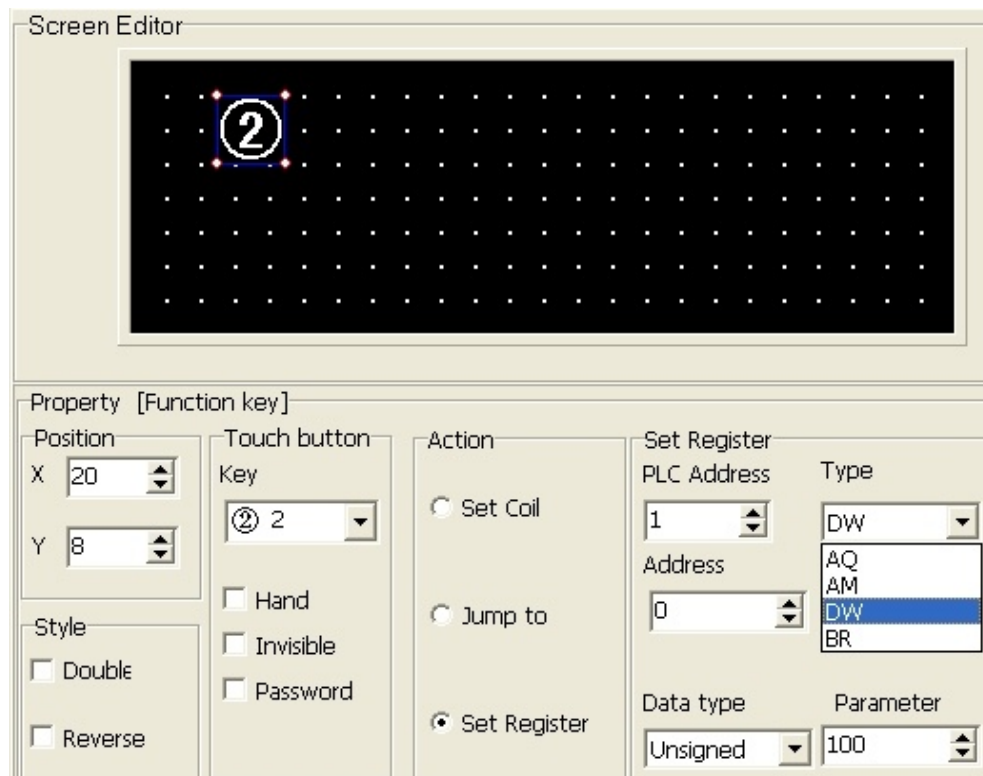 Screen Editor
②
Property [Function key]
Position
X 20
Y 8
Style
Double
Reverse
Touch button
Key
② 2
Hand
Invisible
Password
Action
Set Coil
Jump to
Set Register
Set Register
PLC Address Type
1 DW
AQ
AM
DW
BR
Address
0
Data type Parameter
Unsigned 100